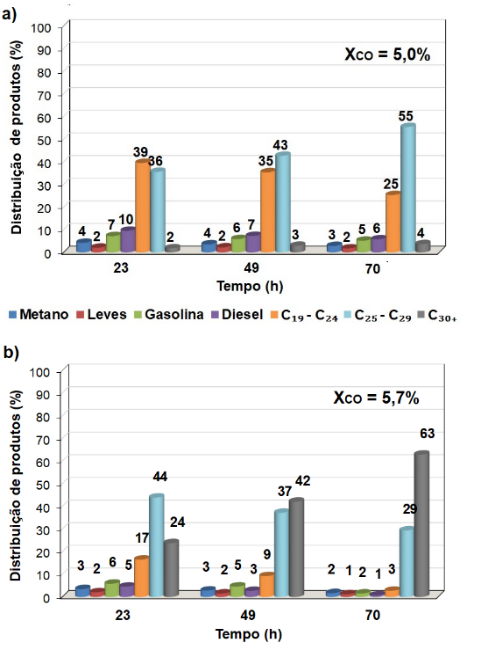 a)
Distribuição de produtos (%)
100
90
80
70
60
50
40
30
20
10
0
XCO = 5,0%
4 2 7 10 39 36 2
4 2 6 7 35 43 3
3 2 5 6 25 55 4
23 49 70
Tempo (h)
Metano Leves Gasolina Diesel C₁₉ - C₂₄ C₂₅ - C₂₉ C₃₀₊
b)
Distribuição de produtos (%)
100
90
80
70
60
50
40
30
20
10
0
XCO = 5,7%
3 2 6 5 17 44 24
3 2 5 3 9 37 42
2 1 2 1 3 29 63
23 49 70
Tempo (h)